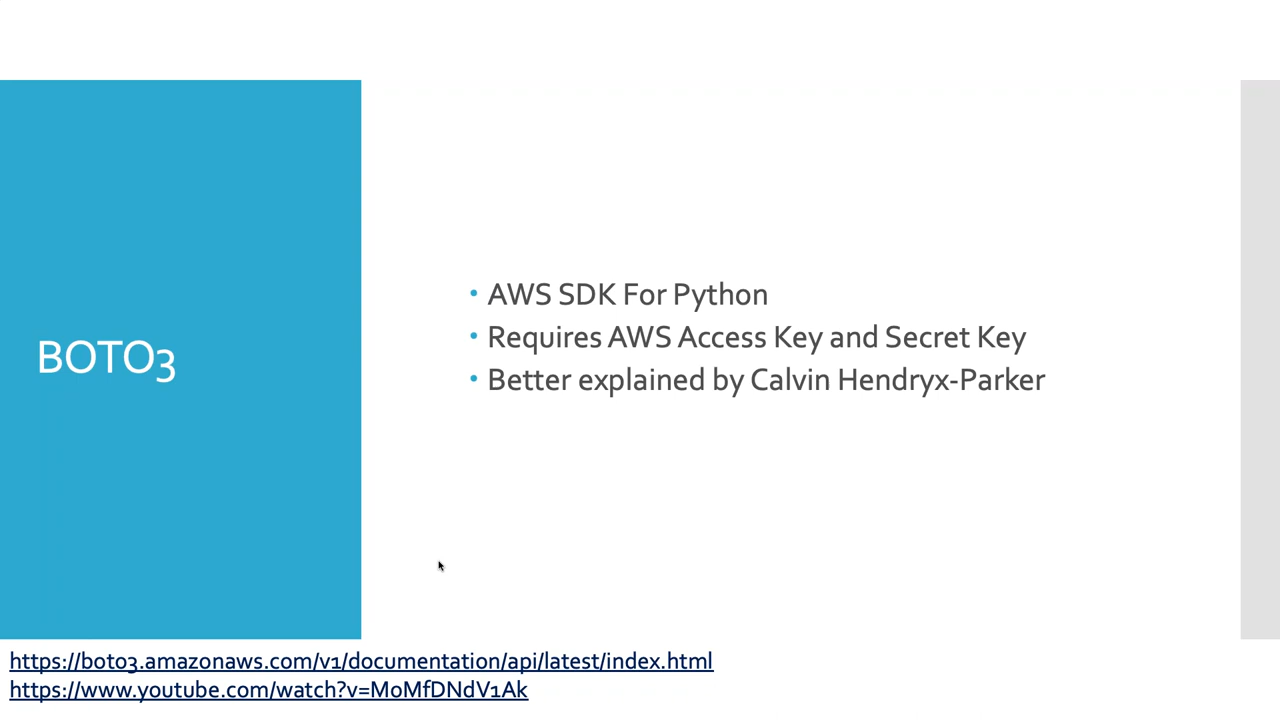 BOTO3
• AWS SDK For Python
• Requires AWS Access Key and Secret Key
• Better explained by Calvin Hendryx-Parker
https://boto3.amazonaws.com/v1/documentation/api/latest/index.html
https://www.youtube.com/watch?v=MoMfDNdV1Ak